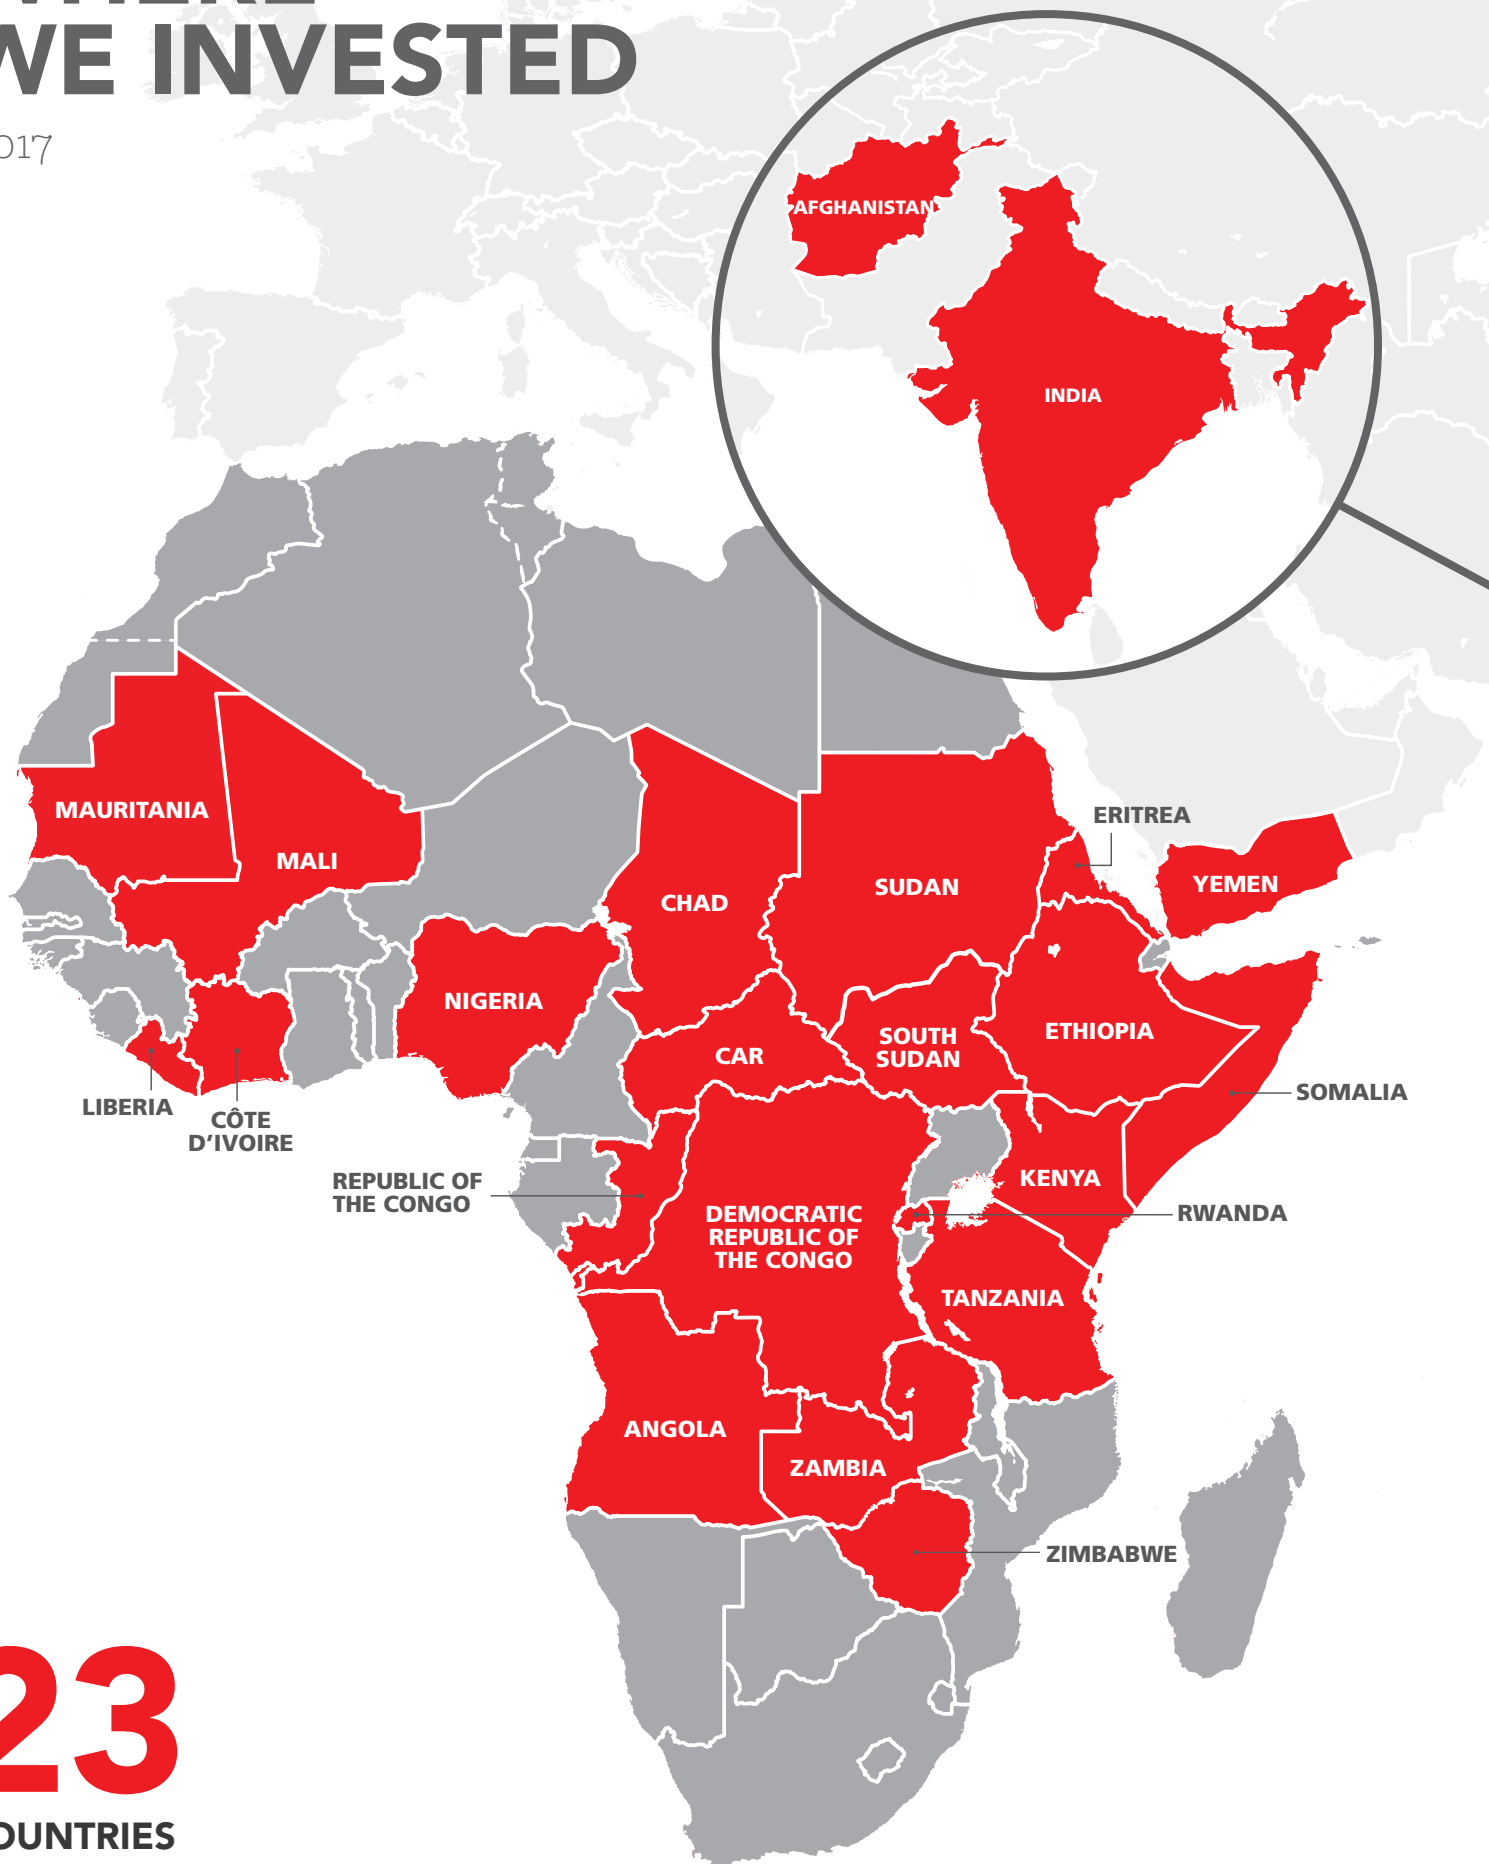 WHERE
WE INVESTED
017
AFGHANISTAN
INDIA
MAURITANIA
MALI
CHAD
SUDAN
ERITREA
YEMEN
NIGERIA
CAR
SOUTH
SUDAN
ETHIOPIA
SOMALIA
LIBERIA
CÔTE
D'IVOIRE
REPUBLIC OF
THE CONGO
DEMOCRATIC
REPUBLIC OF
THE CONGO
KENYA
RWANDA
TANZANIA
ANGOLA
ZAMBIA
ZIMBABWE
23
OUNTRIES